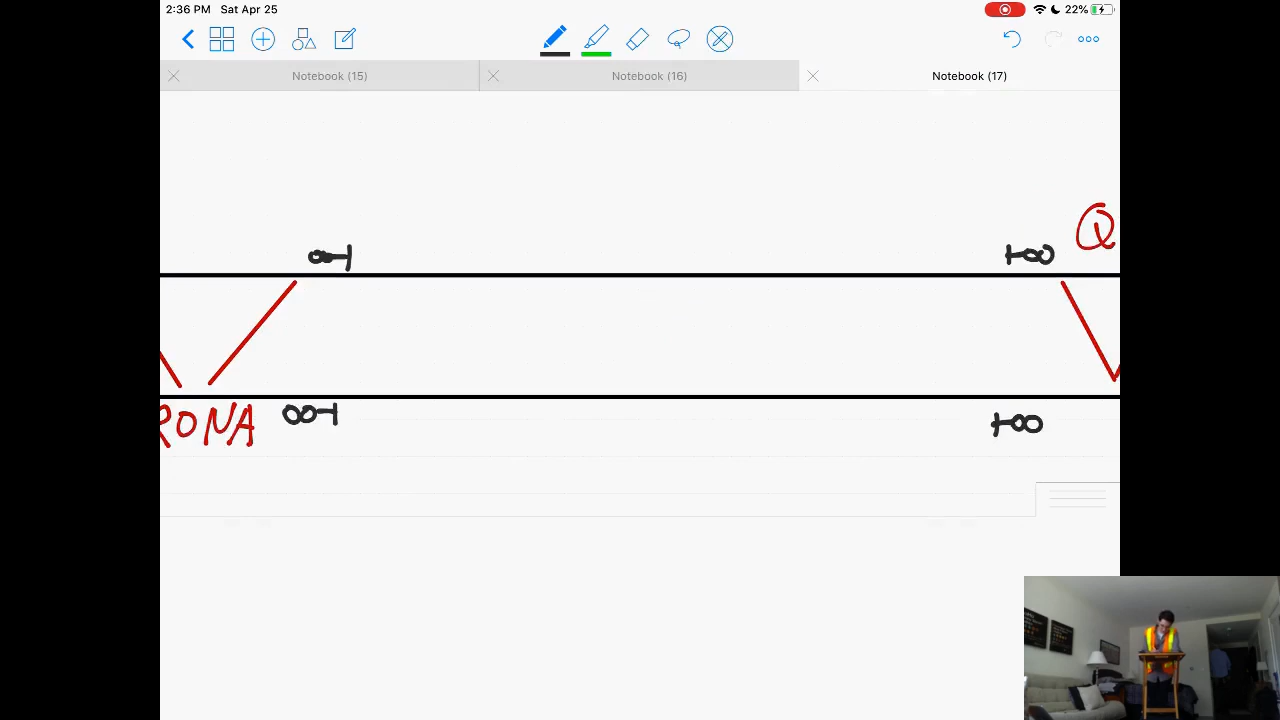 2:36 PM Sat Apr 25
22%
Notebook (15)
Notebook (16)
Notebook (17)
Q
RONA